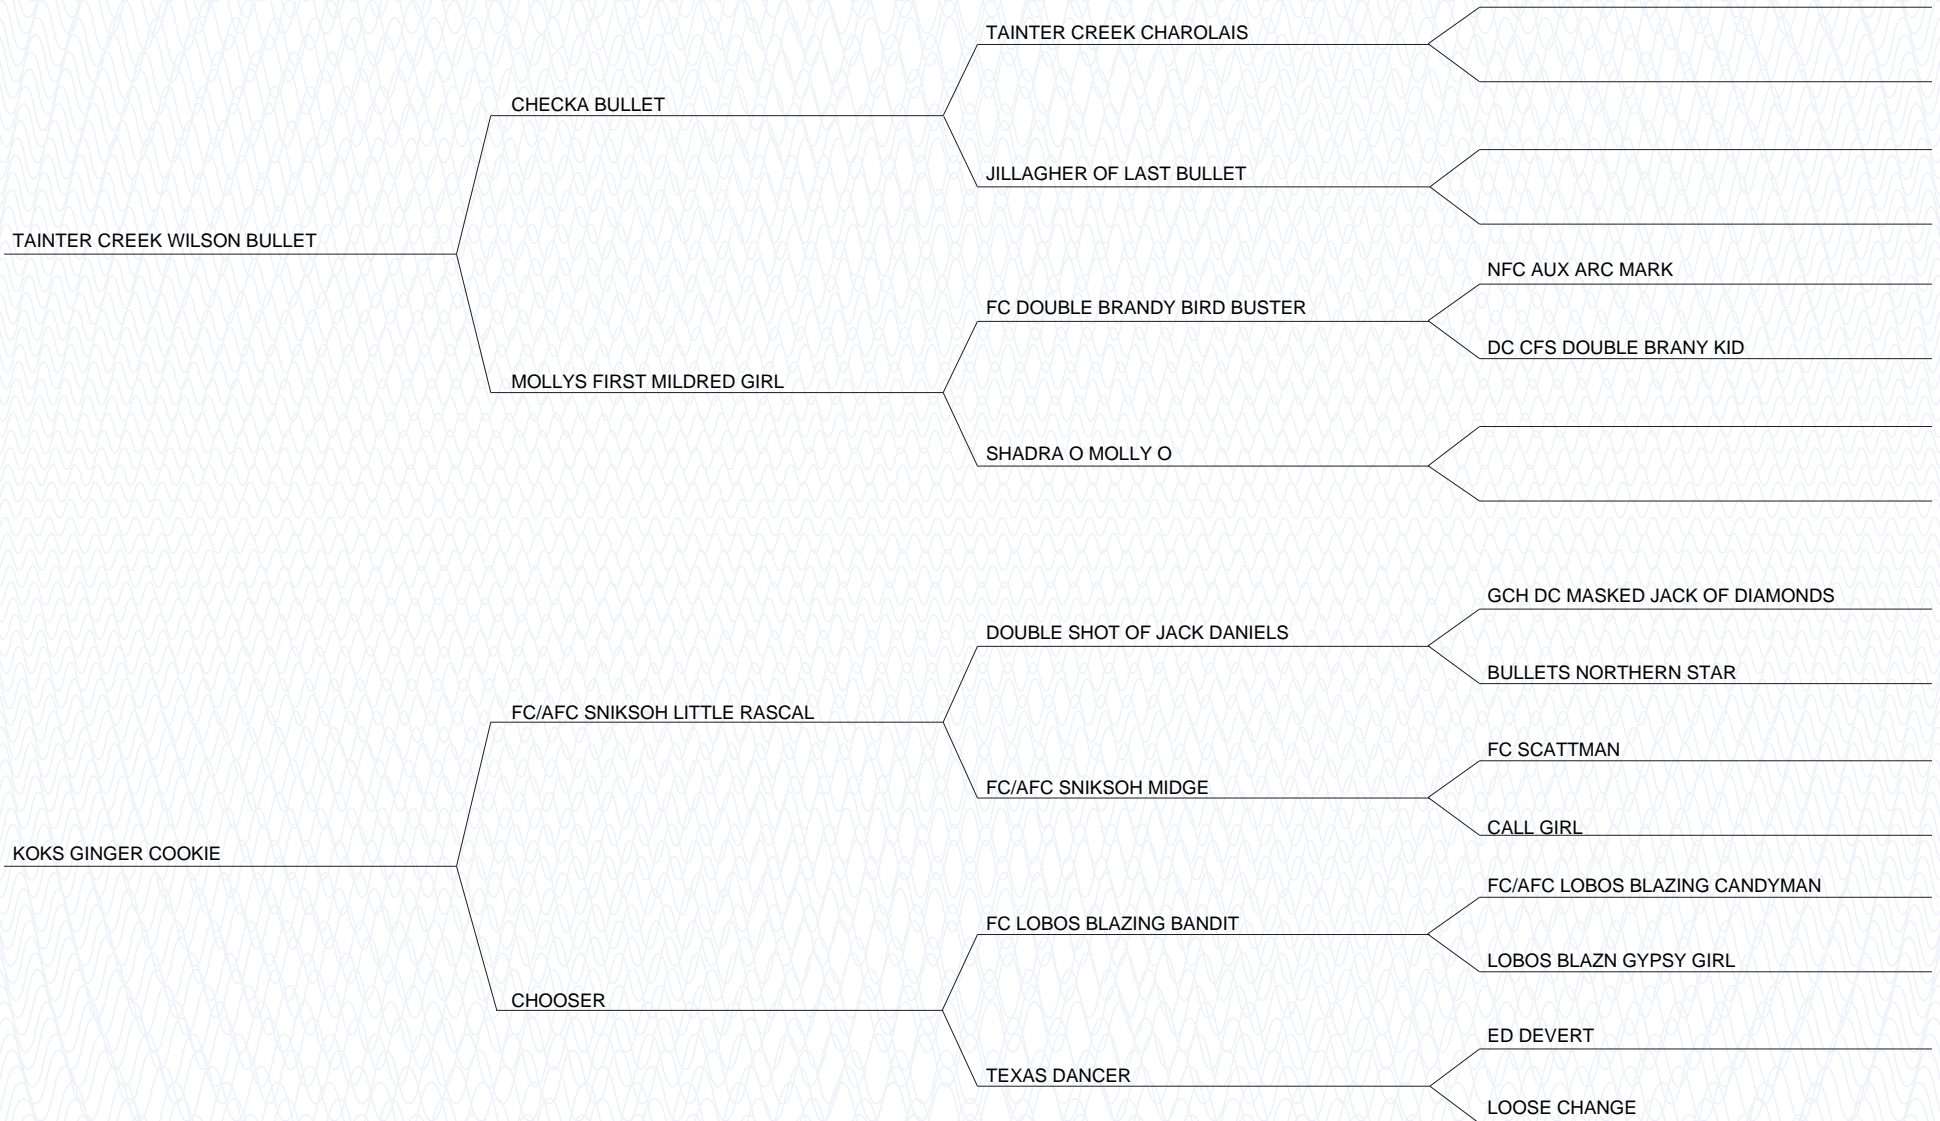 TAINTER CREEK CHAROLAIS
CHECKA BULLET
JILLAGHER OF LAST BULLET
TAINTER CREEK WILSON BULLET
NFC AUX ARC MARK
FC DOUBLE BRANDY BIRD BUSTER
DC CFS DOUBLE BRANY KID
MOLLYS FIRST MILDRED GIRL
SHADRA O MOLLY O
GCH DC MASKED JACK OF DIAMONDS
DOUBLE SHOT OF JACK DANIELS
BULLETS NORTHERN STAR
FC/AFC SNIKSOH LITTLE RASCAL
FC SCATTMAN
FC/AFC SNIKSOH MIDGE
CALL GIRL
KOKS GINGER COOKIE
FC/AFC LOBOS BLAZING CANDYMAN
FC LOBOS BLAZING BANDIT
LOBOS BLAZN GYPSY GIRL
CHOOSER
ED DEVERT
TEXAS DANCER
LOOSE CHANGE